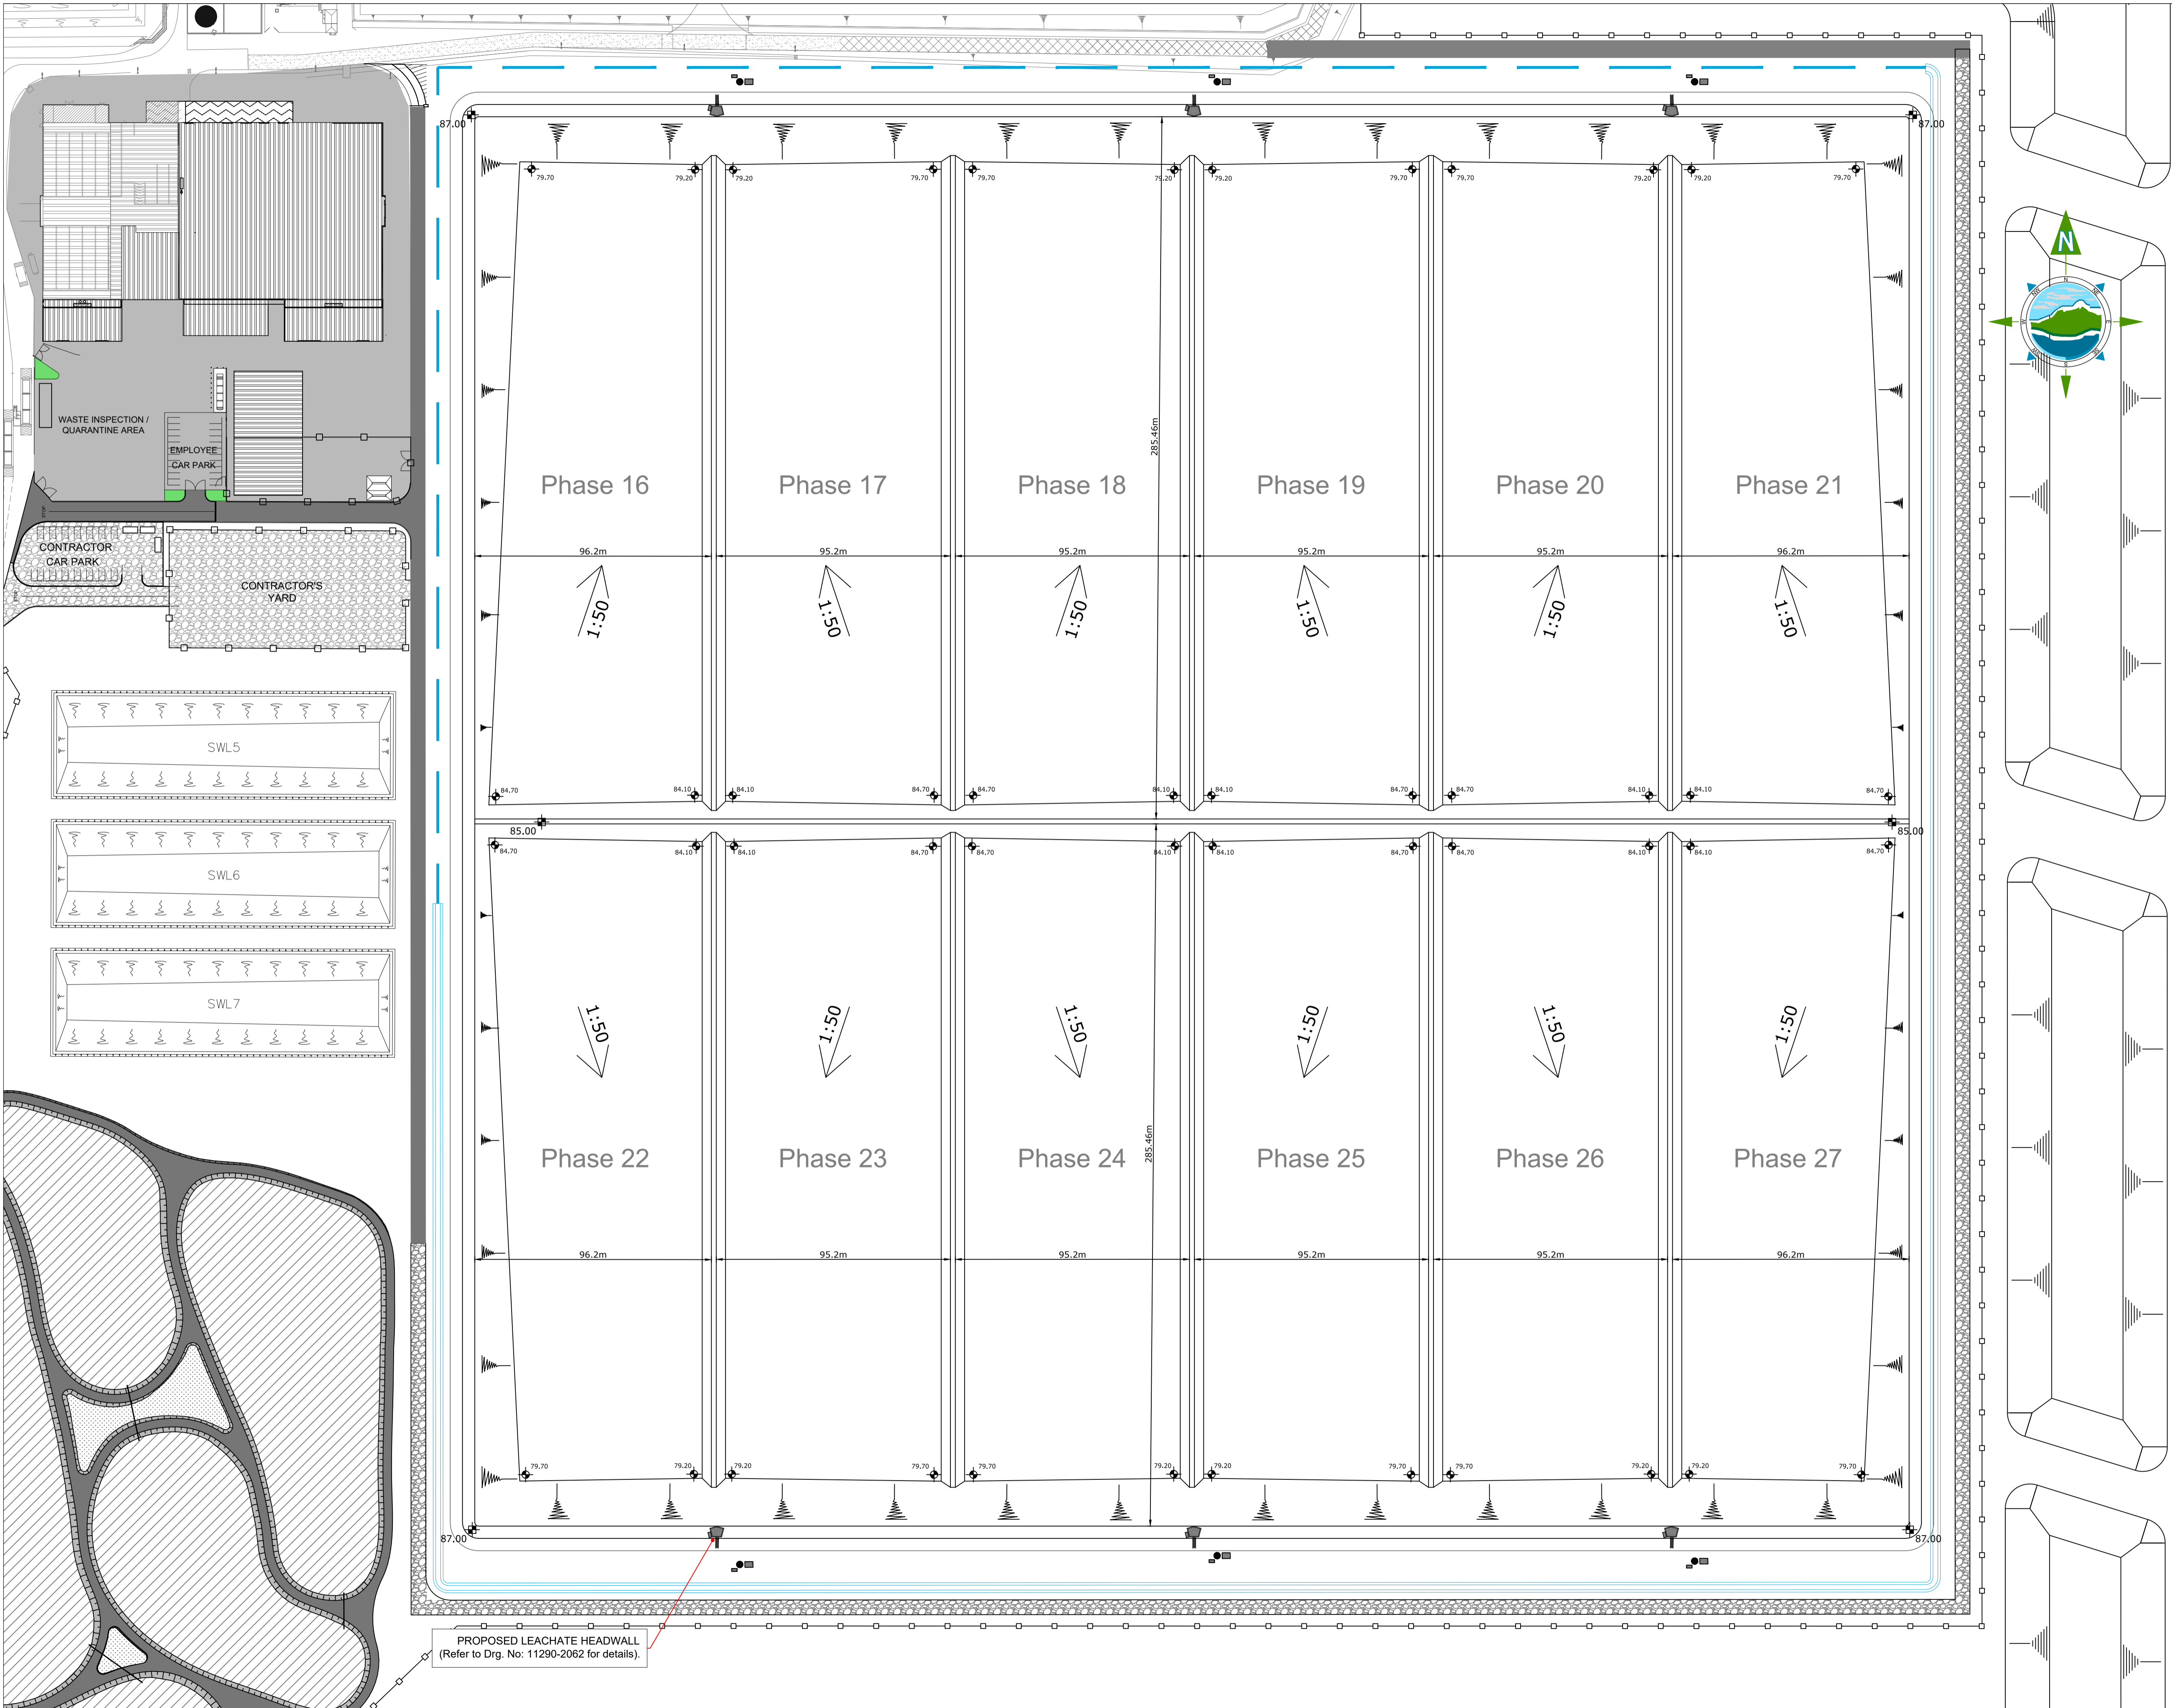 87.00
87.00
79.70
79.20
79.20
79.70
79.70
79.20
79.20
79.70
79.70
79.20
79.20
79.70
N
N
NE
E
SE
S
SW
W
NW
WASTE INSPECTION /
QUARANTINE AREA
EMPLOYEE
CAR PARK
285.46m
Phase 16
Phase 17
Phase 18
Phase 19
Phase 20
Phase 21
STOP
CONTRACTOR
CAR PARK
CONTRACTOR'S
YARD
STOP
96.2m
95.2m
95.2m
95.2m
95.2m
96.2m
1:50
1:50
1:50
1:50
1:50
1:50
SWL5
84.70
84.10
84.10
84.70
84.70
84.10
84.10
84.70
84.70
84.10
84.10
84.70
85.00
85.00
84.70
84.10
84.10
84.70
84.70
84.10
84.10
84.70
84.70
84.10
84.10
84.70
SWL6
SWL7
1:50
1:50
1:50
1:50
1:50
1:50
285.46m
Phase 22
Phase 23
Phase 24
Phase 25
Phase 26
Phase 27
96.2m
95.2m
95.2m
95.2m
95.2m
96.2m
79.70
79.20
79.20
79.70
79.70
79.20
79.20
79.70
79.70
79.20
79.20
79.70
87.00
87.00
PROPOSED LEACHATE HEADWALL
(Refer to Drg. No: 11290-2062 for details).